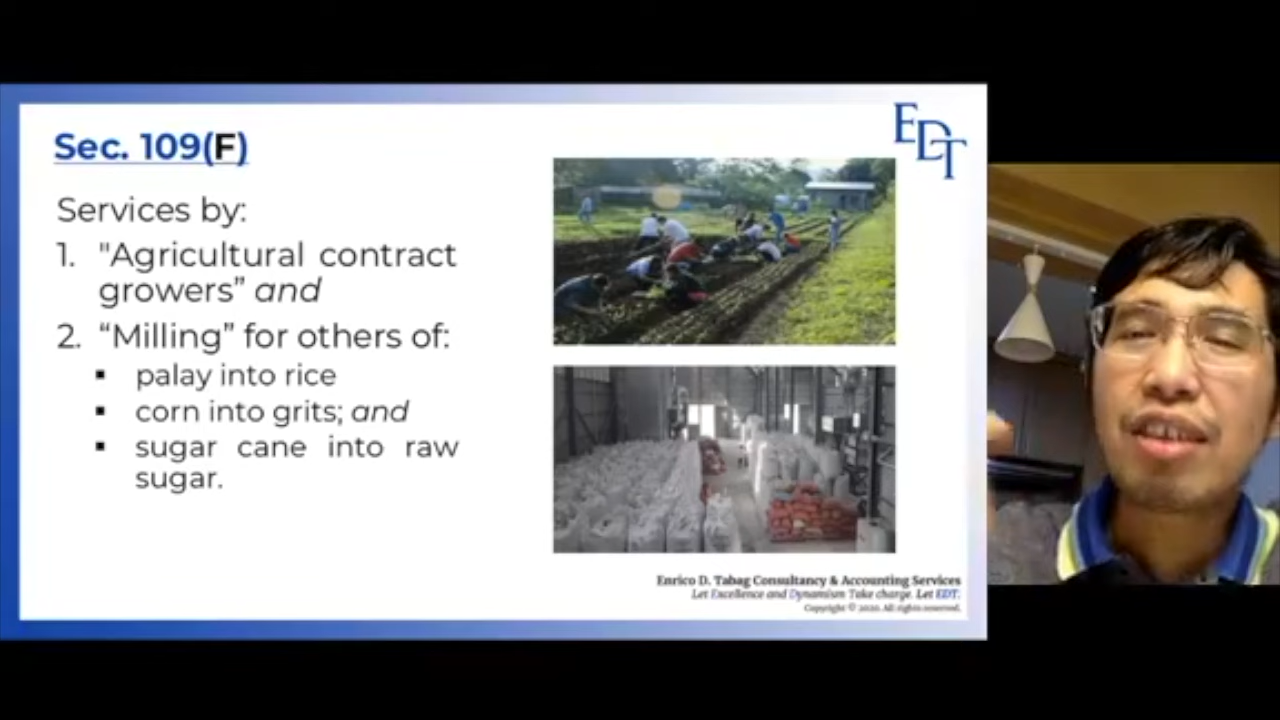 Sec. 109(F)
EDT
Services by:
1. "Agricultural contract
growers” and
2. “Milling” for others of:
▪ palay into rice
▪ corn into grits; and
▪ sugar cane into raw
sugar.
Enrico D. Tabag Consultancy & Accounting Services
Let Excellence and Dynamism Take charge. Let EDT.
Copyright © 2020. All rights reserved.